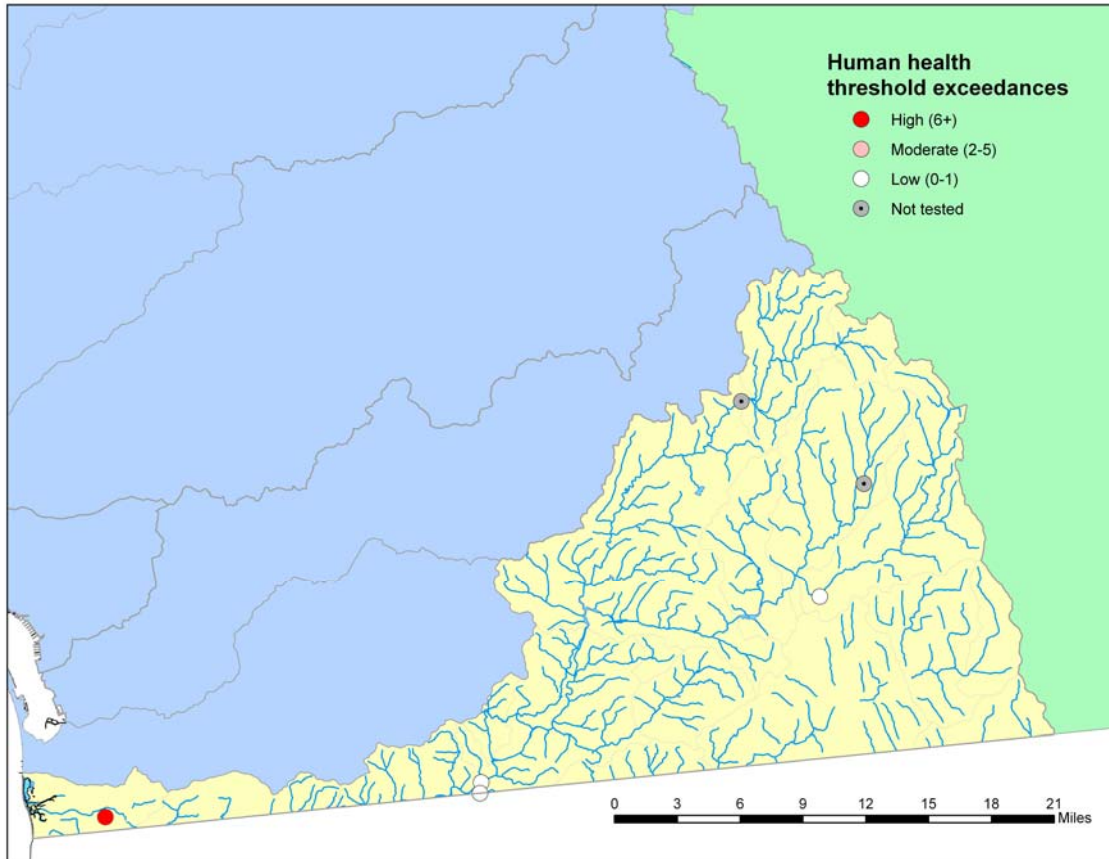 Human health
threshold exceedances
High (6+)
Moderate (2-5)
Low (0-1)
Not tested
0 3 6 9 12 15 18 21
Miles